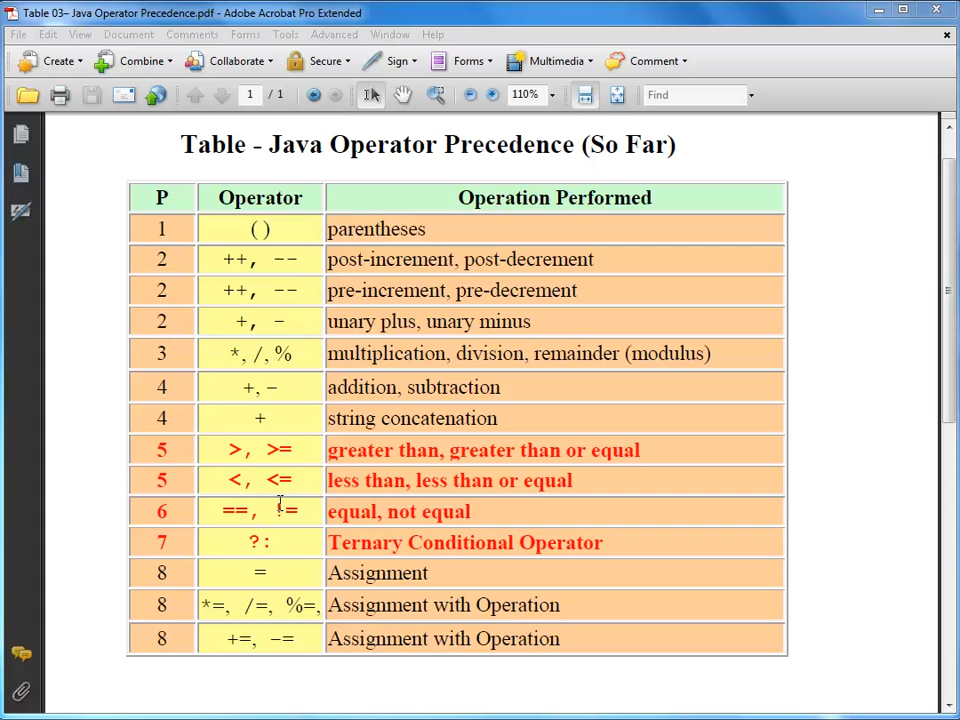 Table 03– Java Operator Precedence.pdf - Adobe Acrobat Pro Extended
File Edit View Document Comments Forms Tools Advanced Window Help
Create Combine Collaborate Secure Sign Forms Multimedia Comment
1 / 1 110% Find
Table - Java Operator Precedence (So Far)
P Operator Operation Performed
1 ( ) parentheses
2 ++, -- post-increment, post-decrement
2 ++, -- pre-increment, pre-decrement
2 +, - unary plus, unary minus
3 *, /, % multiplication, division, remainder (modulus)
4 +, – addition, subtraction
4 + string concatenation
5 >, >= greater than, greater than or equal
5 <, <= less than, less than or equal
6 ==, != equal, not equal
7 ?: Ternary Conditional Operator
8 = Assignment
8 *=, /=, %=, Assignment with Operation
8 +=, -= Assignment with Operation